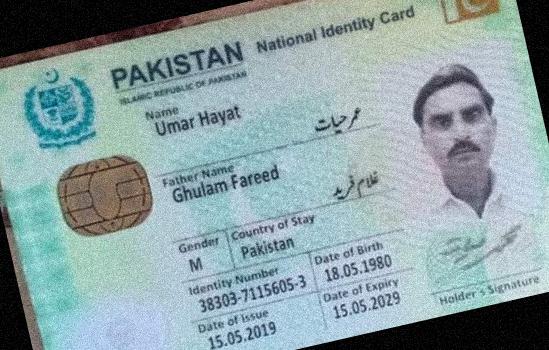 PAKISTAN National Identity Card
ISLAMIC REPUBLIC OF PAKISTAN
Name
Umar Hayat
عمر حیات
Father Name
Ghulam Fareed
غلام فرید
Gender Country of Stay
M Pakistan
Identity Number Date of Birth
38303-7115605-3 18.05.1980
Date of Issue Date of Expiry
15.05.2019 15.05.2029
Holder's Signature